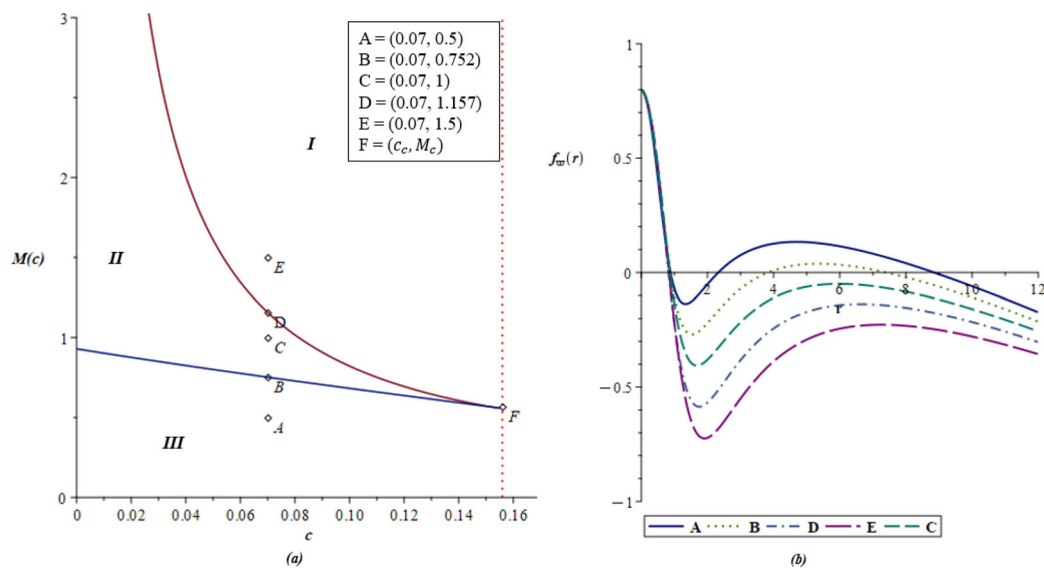 3
2
1
0
M(c)
I
II
III
A = (0.07, 0.5)
B = (0.07, 0.752)
C = (0.07, 1)
D = (0.07, 1.157)
E = (0.07, 1.5)
F = (c_c, M_c)
E
D
C
B
A
F
0 0.02 0.04 0.06 0.08 0.10 0.12 0.14 0.16
c
(a)
1
0.5
0
−0.5
−1
f_ϖ(r)
2 4 6 8 10 12
r
A B D E C
(b)